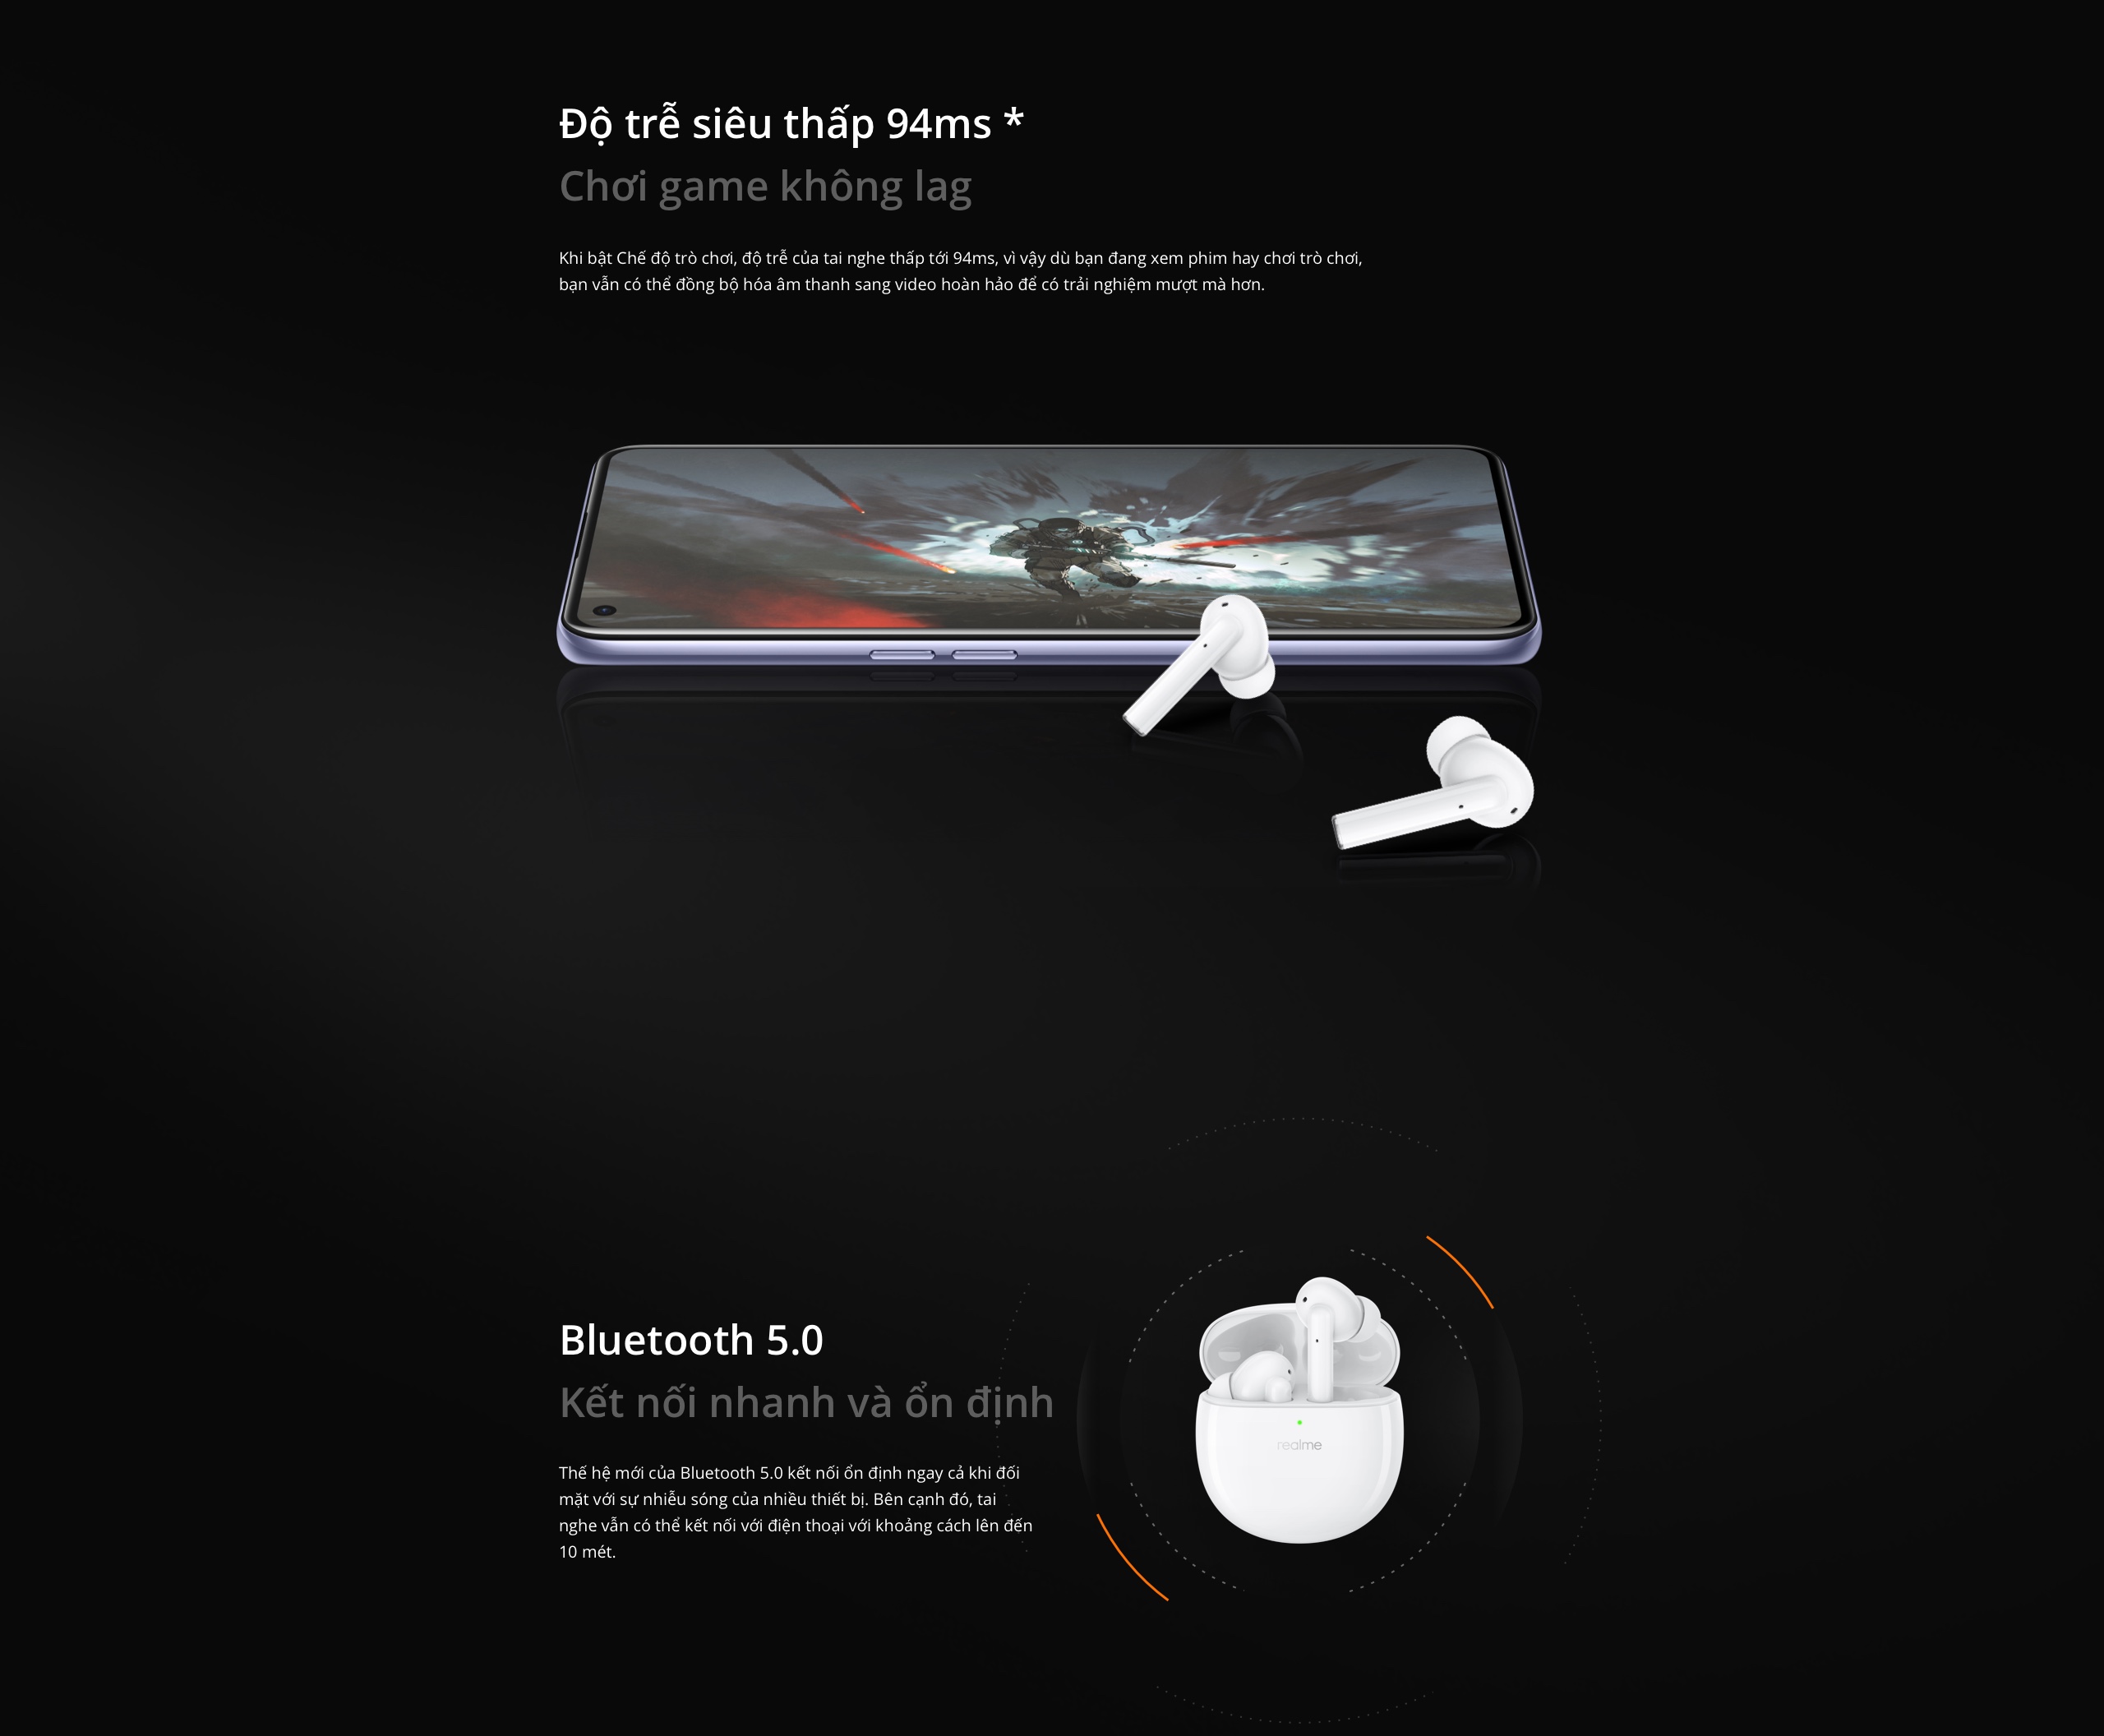 Độ trễ siêu thấp 94ms *
Chơi game không lag
Khi bật Chế độ trò chơi, độ trễ của tai nghe thấp tới 94ms, vì vậy dù bạn đang xem phim hay chơi trò chơi,
bạn vẫn có thể đồng bộ hóa âm thanh sang video hoàn hảo để có trải nghiệm mượt mà hơn.
Bluetooth 5.0
Kết nối nhanh và ổn định
Thế hệ mới của Bluetooth 5.0 kết nối ổn định ngay cả khi đối
mặt với sự nhiễu sóng của nhiều thiết bị. Bên cạnh đó, tai
nghe vẫn có thể kết nối với điện thoại với khoảng cách lên đến
10 mét.
realme